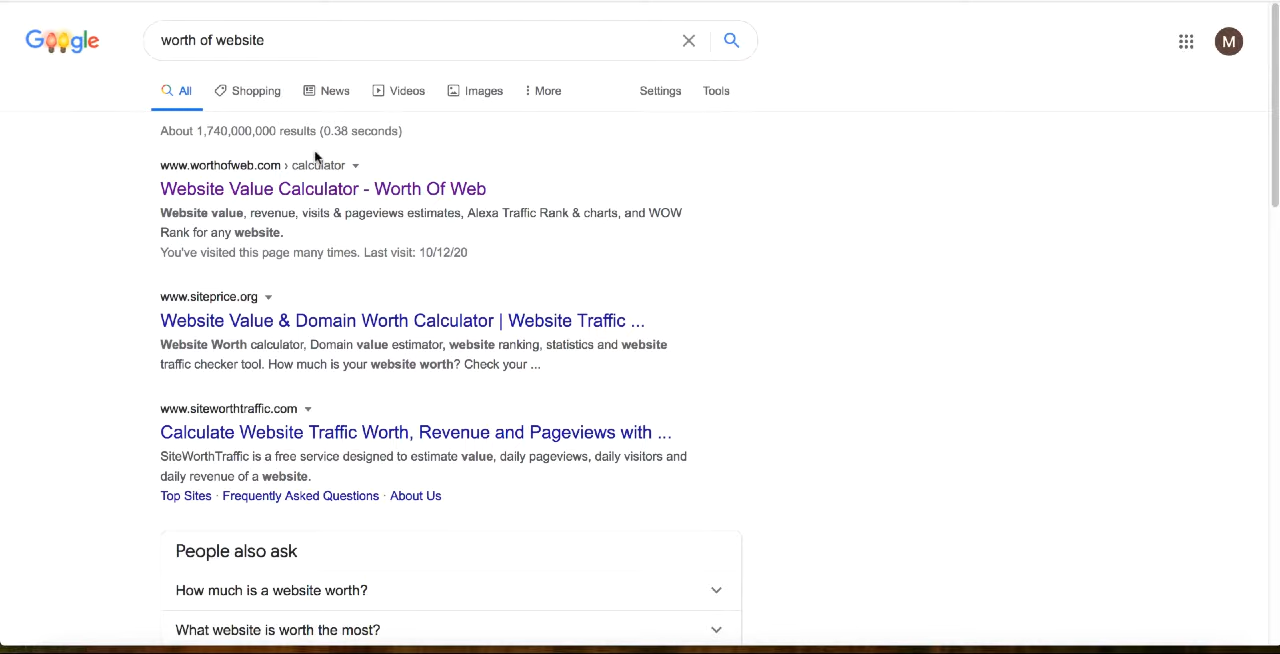 Google
worth of website
M
All Shopping News Videos Images More Settings Tools
About 1,740,000,000 results (0.38 seconds)
www.worthofweb.com › calculator
Website Value Calculator - Worth Of Web
Website value, revenue, visits & pageviews estimates, Alexa Traffic Rank & charts, and WOW
Rank for any website.
You've visited this page many times. Last visit: 10/12/20
www.siteprice.org
Website Value & Domain Worth Calculator | Website Traffic ...
Website Worth calculator, Domain value estimator, website ranking, statistics and website
traffic checker tool. How much is your website worth? Check your ...
www.siteworthtraffic.com
Calculate Website Traffic Worth, Revenue and Pageviews with ...
SiteWorthTraffic is a free service designed to estimate value, daily pageviews, daily visitors and
daily revenue of a website.
Top Sites · Frequently Asked Questions · About Us
People also ask
How much is a website worth?
What website is worth the most?